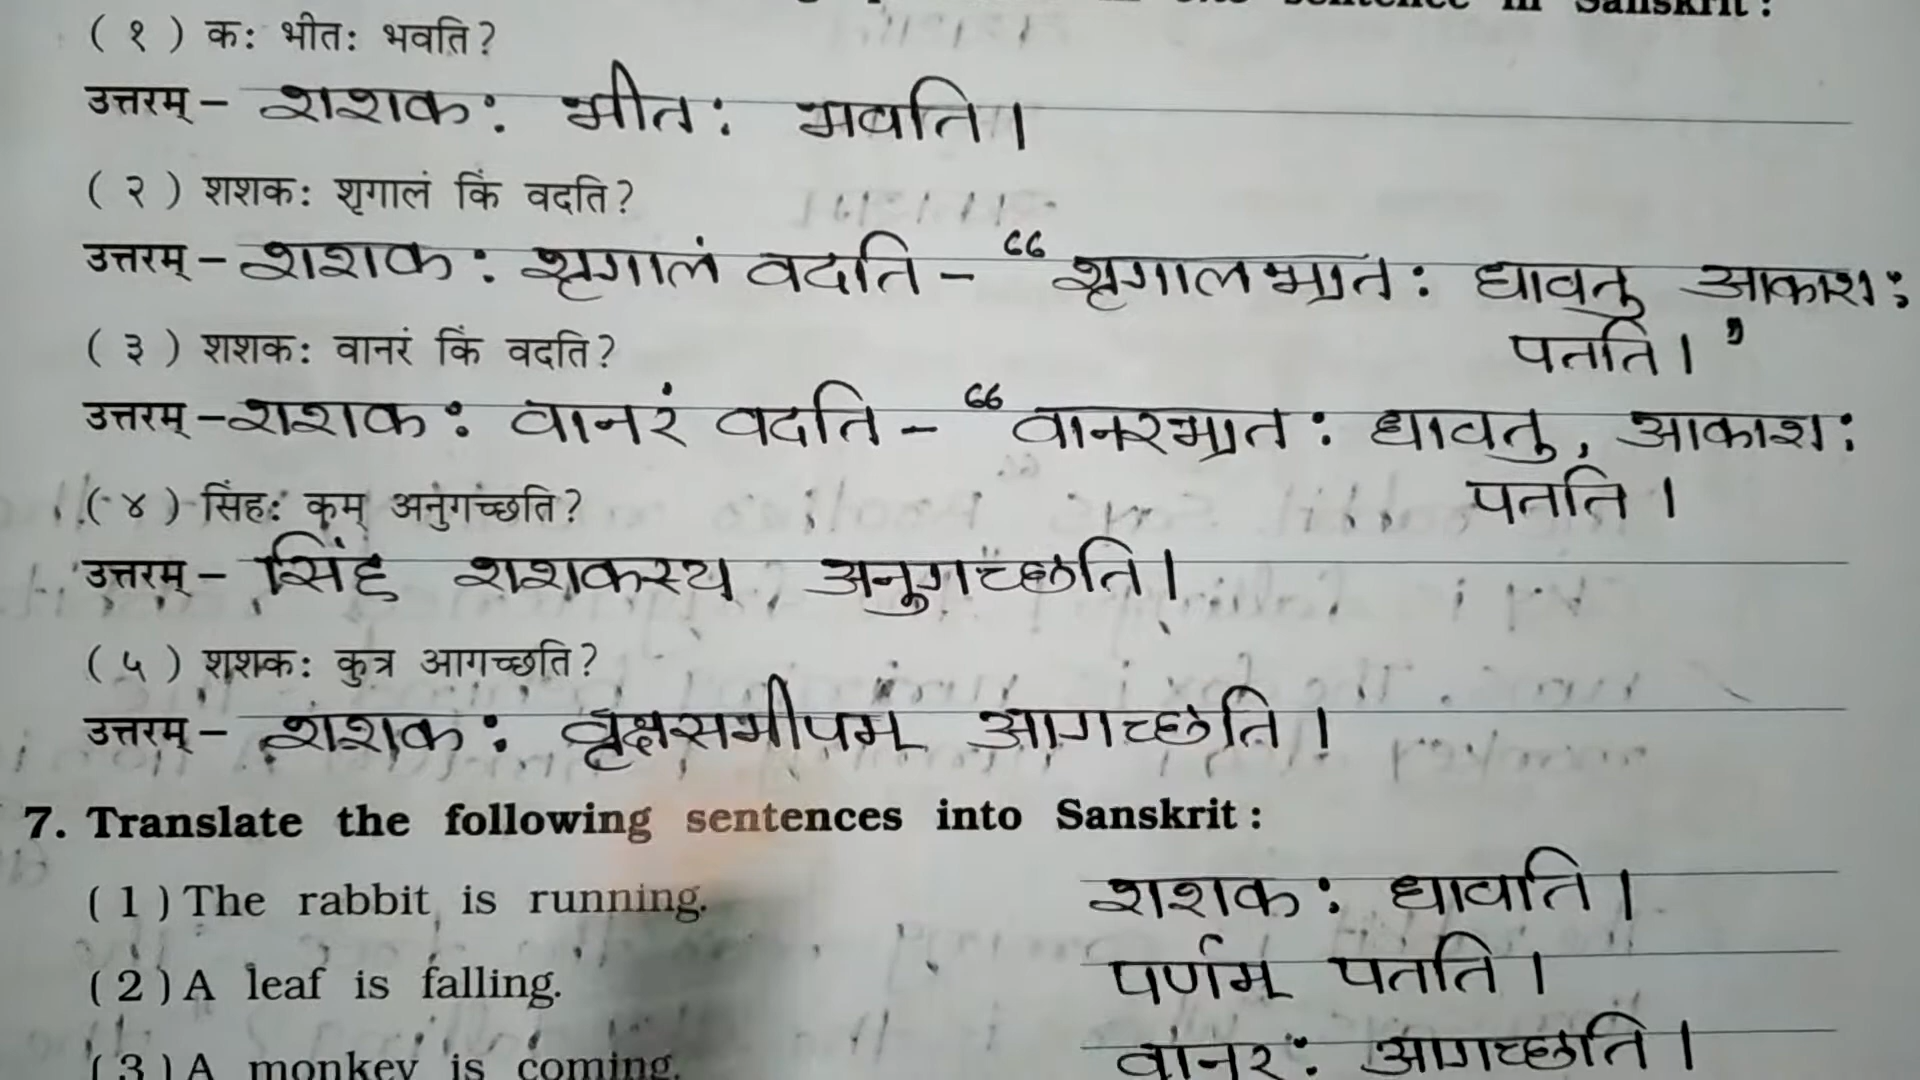 sentence in Sanskrit :
( १ ) कः भीतः भवति?
उत्तरम् – शशकः भीतः भवति।
( २ ) शशकः शृगालं किं वदति?
उत्तरम् – शशकः शृगालं वदति – “शृगालभ्रातः धावतु आकाशः
पतति। ’
( ३ ) शशकः वानरं किं वदति?
उत्तरम् – शशकः वानरं वदति – “वानरभ्रातः धावतु, आकाशः
पतति।
( ४ ) सिंहः कम् अनुगच्छति?
उत्तरम् – सिंह शशकस्य अनुगच्छति।
( ५ ) शशकः कुत्र आगच्छति?
उत्तरम् – शशकः वृक्षसमीपम् आगच्छति।
7. Translate the following sentences into Sanskrit :
( 1 ) The rabbit is running. शशकः धावति।
( 2 ) A leaf is falling. पर्णम् पतति।
( 3 ) A monkey is coming. वानरः आगच्छति।